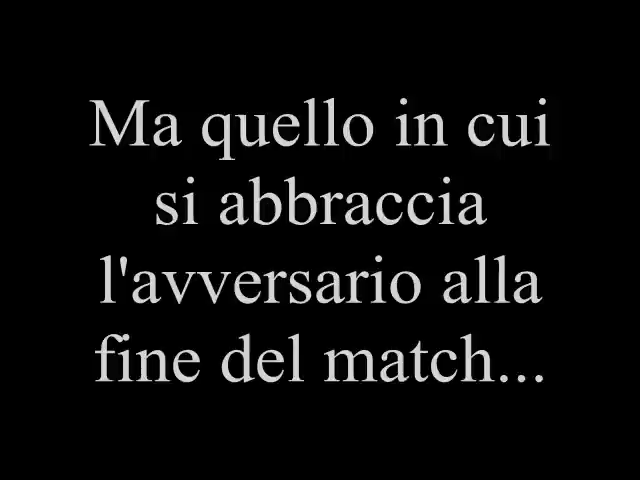 Ma quello in cui
si abbraccia
l'avversario alla
fine del match...